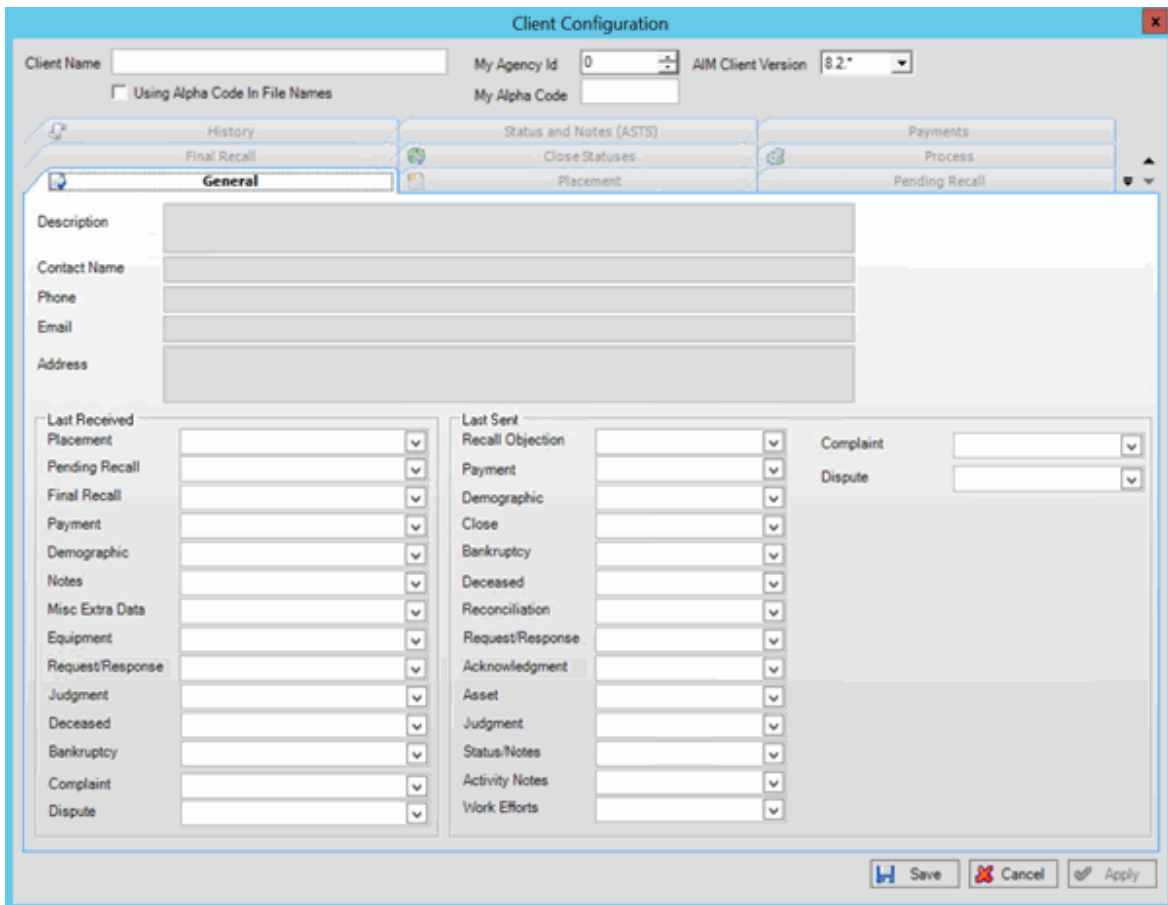 Client Configuration
x
Client Name My Agency Id 0 AIM Client Version 8.2.*
Using Alpha Code In File Names My Alpha Code
History Status and Notes (ASTS) Payments
Final Recall Close Statuses Process
General Placement Pending Recall
Description
Contact Name
Phone
Email
Address
Last Received
Placement
Pending Recall
Final Recall
Payment
Demographic
Notes
Misc Extra Data
Equipment
Request/Response
Judgment
Deceased
Bankruptcy
Complaint
Dispute
Last Sent
Recall Objection
Payment
Demographic
Close
Bankruptcy
Deceased
Reconciliation
Request/Response
Acknowledgment
Asset
Judgment
Status/Notes
Activity Notes
Work Efforts
Complaint
Dispute
Save Cancel Apply